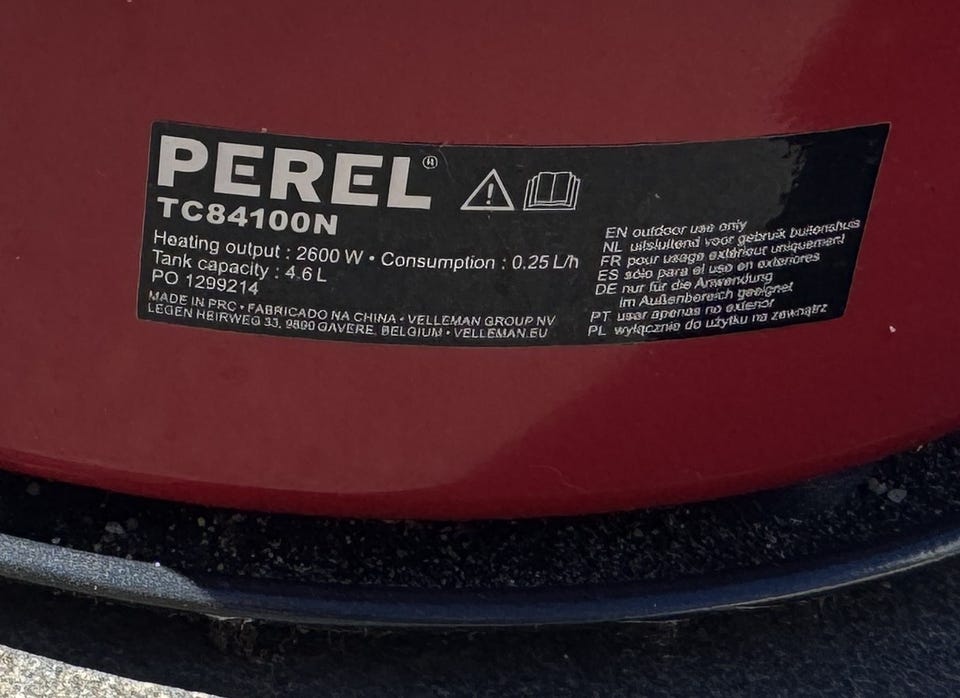 PEREL®
TC84100N
Heating output : 2600 W • Consumption : 0.25 L/h
Tank capacity : 4.6 L
PO 1299214
MADE IN PRC • FABRICADO NA CHINA • VELLEMAN GROUP NV
LEGEN HEIRWEG 33, 9890 GAVERE, BELGIUM • VELLEMAN.EU
EN outdoor use only
NL uitsluitend voor gebruik buitenshuis
FR pour usage extérieur uniquement
ES sólo para el uso en exteriores
DE nur für die Anwendung
im Außenbereich geeignet
PT usar apenas no exterior
PL wyłącznie do użytku na zewnątrz